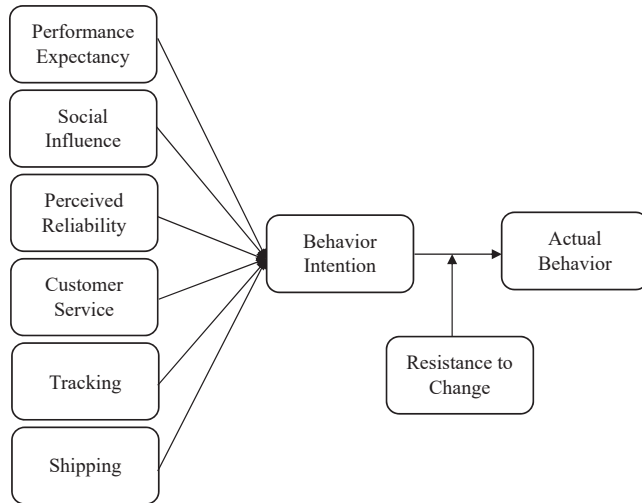 Performance
Expectancy
Social
Influence
Perceived
Reliability
Customer
Service
Tracking
Shipping
Behavior
Intention
Actual
Behavior
Resistance to
Change